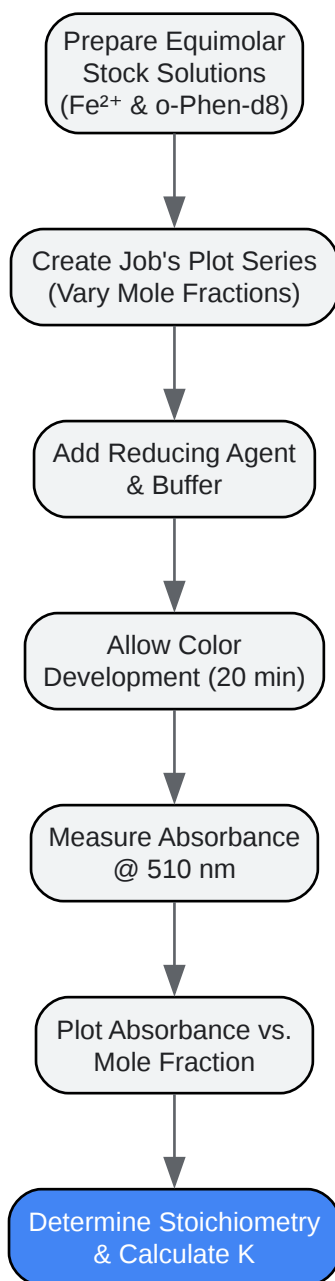 Prepare Equimolar
Stock Solutions
(Fe²⁺ & o-Phen-d8)
Create Job's Plot Series
(Vary Mole Fractions)
Add Reducing Agent
& Buffer
Allow Color
Development (20 min)
Measure Absorbance
@ 510 nm
Plot Absorbance vs.
Mole Fraction
Determine Stoichiometry
& Calculate K